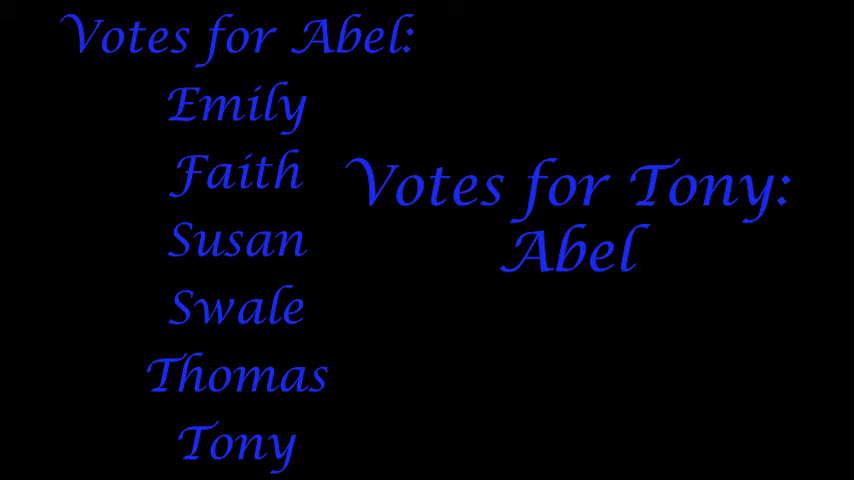 Votes for Abel:
Emily
Faith
Susan
Swale
Thomas
Tony
Votes for Tony:
Abel